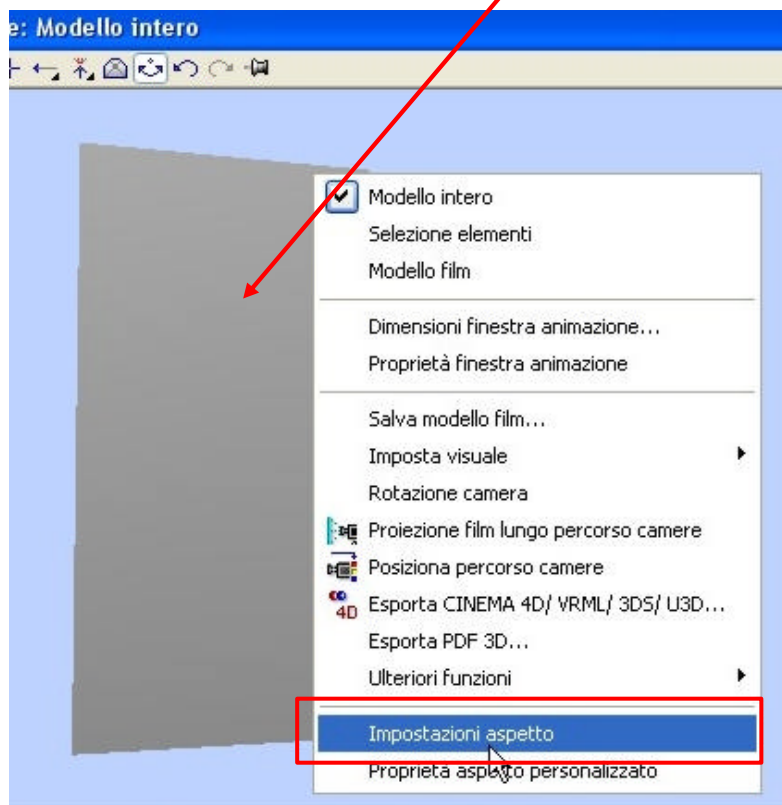 e: Modello intero
Modello intero
Selezione elementi
Modello film
Dimensioni finestra animazione...
Proprietà finestra animazione
Salva modello film...
Imposta visuale
Rotazione camera
Proiezione film lungo percorso camere
Posiziona percorso camere
4D Esporta CINEMA 4D/ VRML/ 3DS/ U3D...
Esporta PDF 3D...
Ulteriori funzioni
Impostazioni aspetto
Proprietà aspetto personalizzato